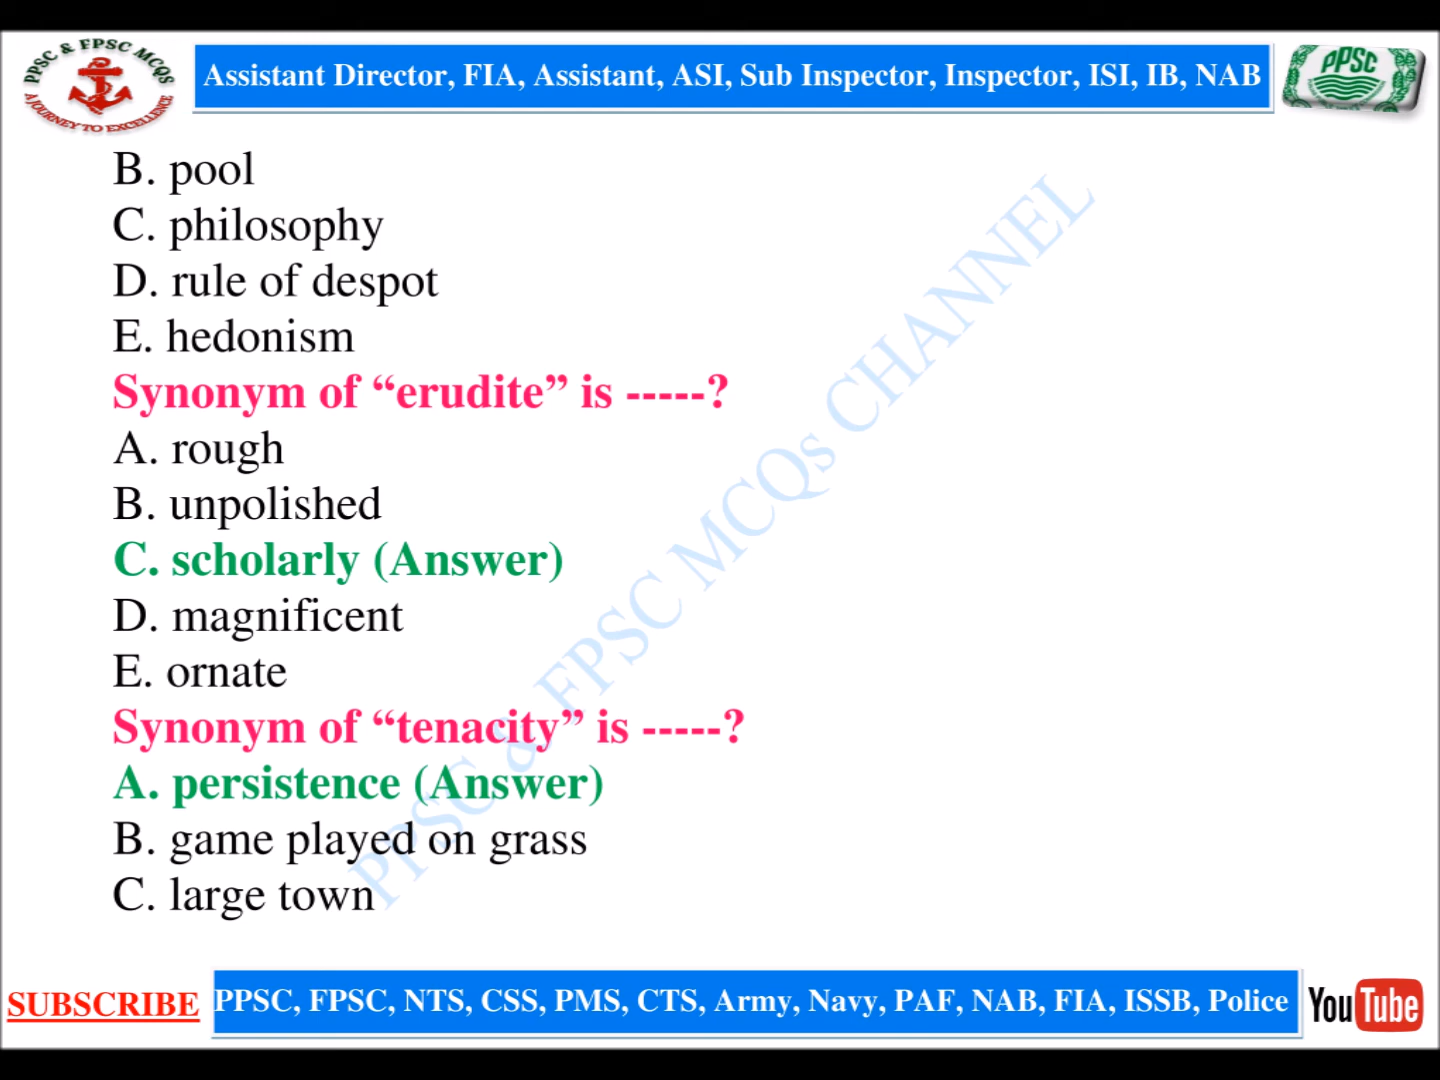 PPSC & FPSC MCQS
A JOURNEY TO EXCELLENCE
Assistant Director, FIA, Assistant, ASI, Sub Inspector, Inspector, ISI, IB, NAB
PPSC
B. pool
C. philosophy
D. rule of despot
E. hedonism
Synonym of “erudite” is -----?
A. rough
B. unpolished
C. scholarly (Answer)
D. magnificent
E. ornate
Synonym of “tenacity” is -----?
A. persistence (Answer)
B. game played on grass
C. large town
PPSC & FPSC MCQs CHANNEL
SUBSCRIBE
PPSC, FPSC, NTS, CSS, PMS, CTS, Army, Navy, PAF, NAB, FIA, ISSB, Police
YouTube